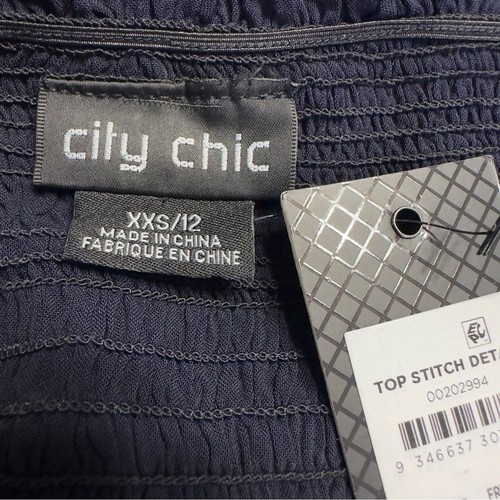 city chic
XXS/12
MADE IN CHINA
FABRIQUE EN CHINE
TOP STITCH DET
00202994
9 346637 30